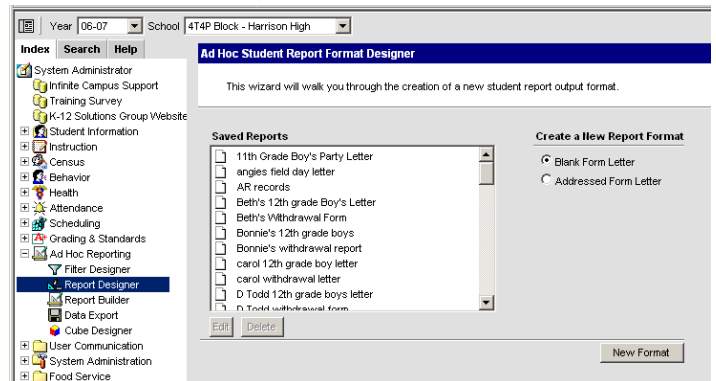 Year 06-07 School 4T4P Block - Harrison High
Index Search Help
System Administrator
Infinite Campus Support
Training Survey
K-12 Solutions Group Website
Student Information
Instruction
Census
Behavior
Health
Attendance
Scheduling
Grading & Standards
Ad Hoc Reporting
Filter Designer
Report Designer
Report Builder
Data Export
Cube Designer
User Communication
System Administration
Food Service
Ad Hoc Student Report Format Designer
This wizard will walk you through the creation of a new student report output format.
Saved Reports
11th Grade Boy's Party Letter
angies field day letter
AR records
Beth's 12th grade Boy's Letter
Beth's Withdrawal Form
Bonnie's 12th grade boys
Bonnie's withdrawal report
carol 12th grade boy letter
carol withdrawal letter
D Todd 12th grade boys letter
D Todd withdrawal form
Edit Delete
Create a New Report Format
Blank Form Letter
Addressed Form Letter
New Format